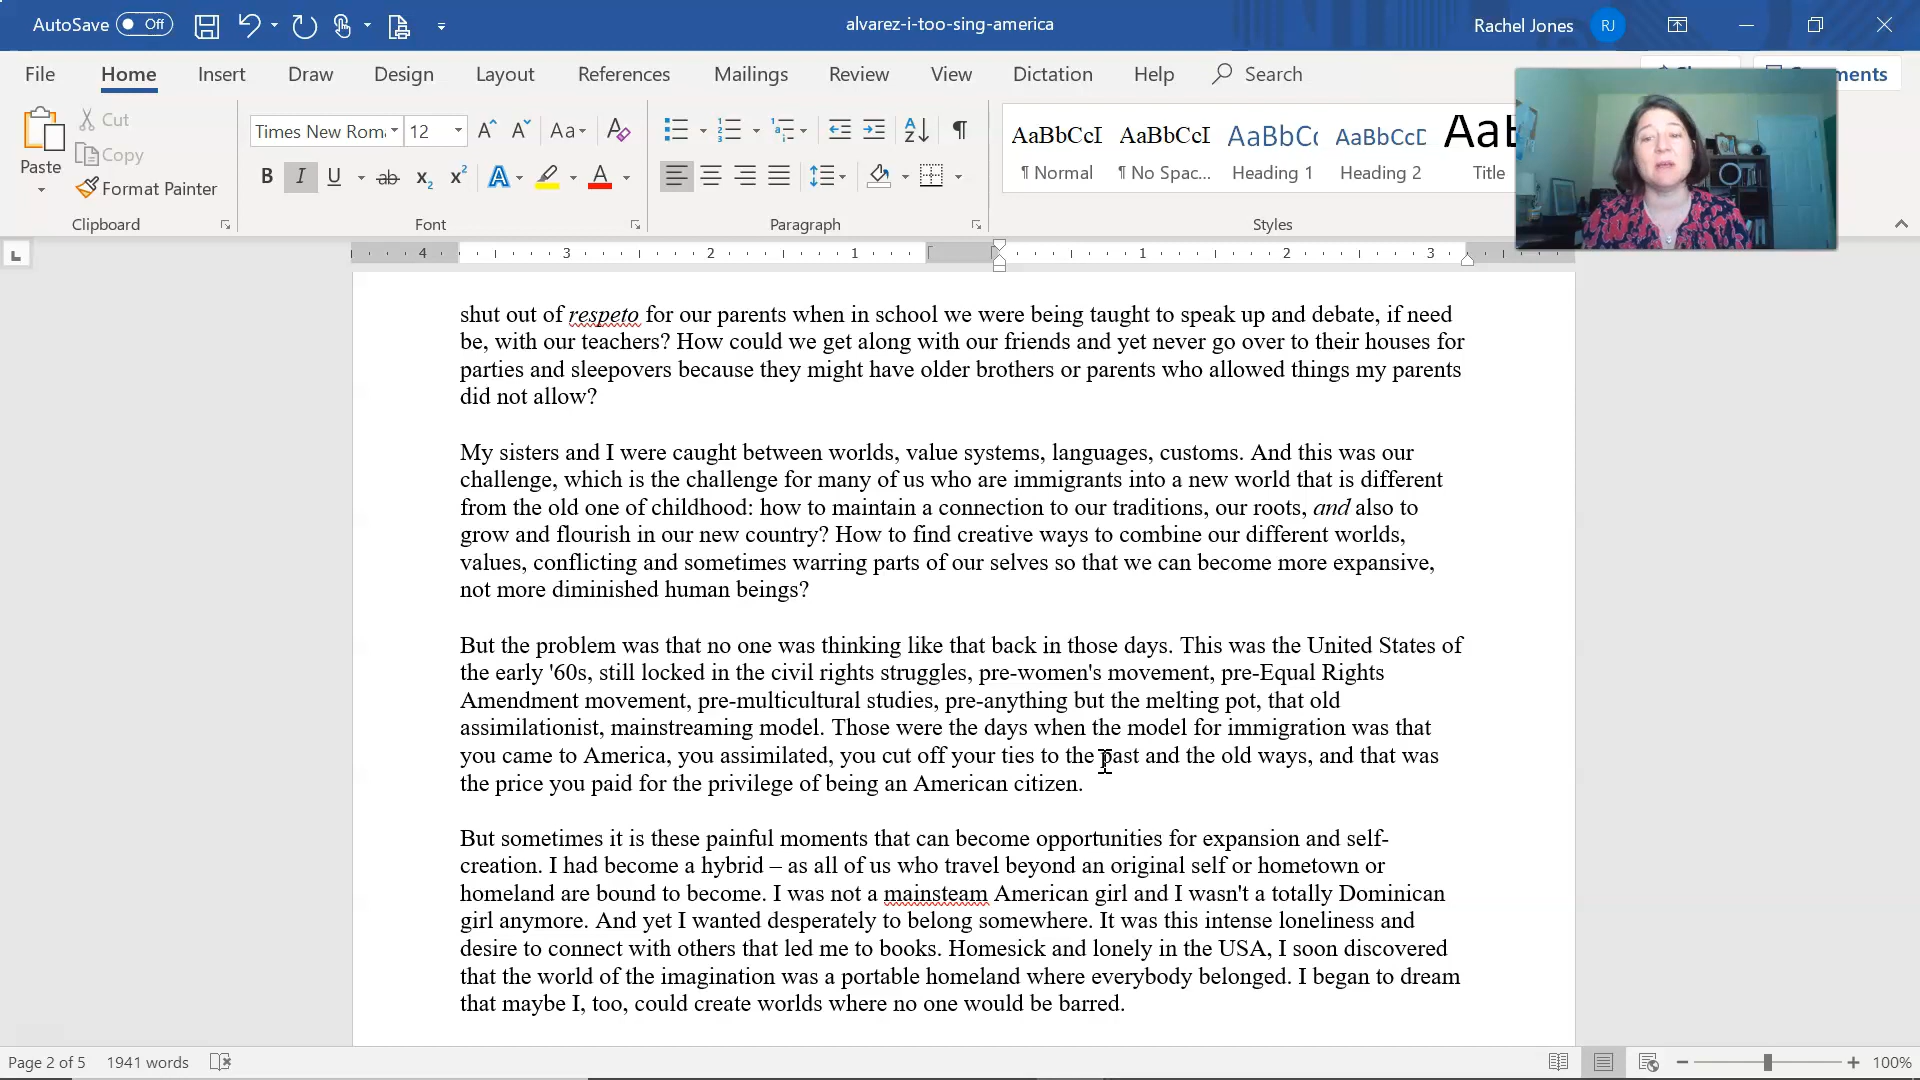 AutoSave Off alvarez-i-too-sing-america Rachel Jones RJ
File Home Insert Draw Design Layout References Mailings Review View Dictation Help Search
Cut
Copy
Paste
Format Painter
Clipboard
Times New Rom 12
Aa
B I U ab x₂ x² A A
Font
Paragraph
AaBbCcI AaBbCcI AaBbCc AaBbCcD Aab
¶ Normal ¶ No Spac... Heading 1 Heading 2 Title
Styles
4 3 2 1 1 2 3
shut out of respeto for our parents when in school we were being taught to speak up and debate, if need
be, with our teachers? How could we get along with our friends and yet never go over to their houses for
parties and sleepovers because they might have older brothers or parents who allowed things my parents
did not allow?
My sisters and I were caught between worlds, value systems, languages, customs. And this was our
challenge, which is the challenge for many of us who are immigrants into a new world that is different
from the old one of childhood: how to maintain a connection to our traditions, our roots, and also to
grow and flourish in our new country? How to find creative ways to combine our different worlds,
values, conflicting and sometimes warring parts of our selves so that we can become more expansive,
not more diminished human beings?
But the problem was that no one was thinking like that back in those days. This was the United States of
the early '60s, still locked in the civil rights struggles, pre-women's movement, pre-Equal Rights
Amendment movement, pre-multicultural studies, pre-anything but the melting pot, that old
assimilationist, mainstreaming model. Those were the days when the model for immigration was that
you came to America, you assimilated, you cut off your ties to the past and the old ways, and that was
the price you paid for the privilege of being an American citizen.
But sometimes it is these painful moments that can become opportunities for expansion and self-
creation. I had become a hybrid – as all of us who travel beyond an original self or hometown or
homeland are bound to become. I was not a mainsteam American girl and I wasn't a totally Dominican
girl anymore. And yet I wanted desperately to belong somewhere. It was this intense loneliness and
desire to connect with others that led me to books. Homesick and lonely in the USA, I soon discovered
that the world of the imagination was a portable homeland where everybody belonged. I began to dream
that maybe I, too, could create worlds where no one would be barred.
Page 2 of 5 1941 words 100%